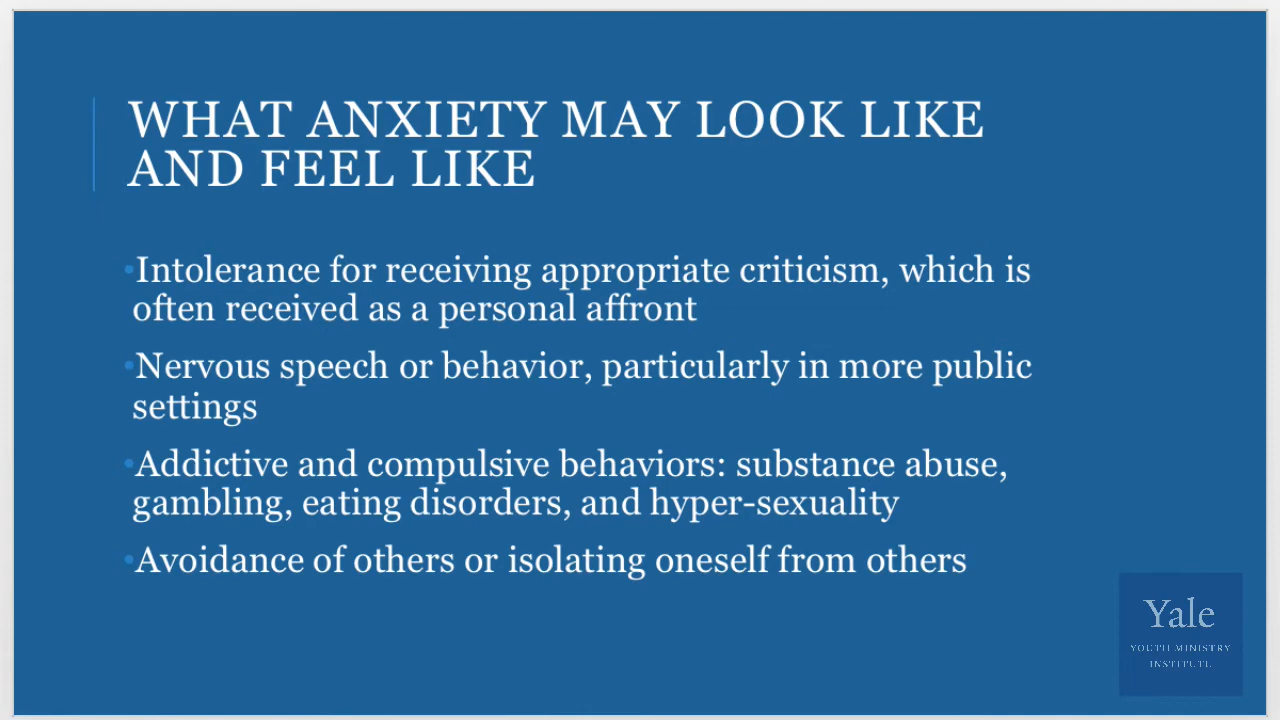 WHAT ANXIETY MAY LOOK LIKE
AND FEEL LIKE
•Intolerance for receiving appropriate criticism, which is
often received as a personal affront
•Nervous speech or behavior, particularly in more public
settings
•Addictive and compulsive behaviors: substance abuse,
gambling, eating disorders, and hyper-sexuality
•Avoidance of others or isolating oneself from others
Yale
YOUTH MINISTRY
INSTITUTE